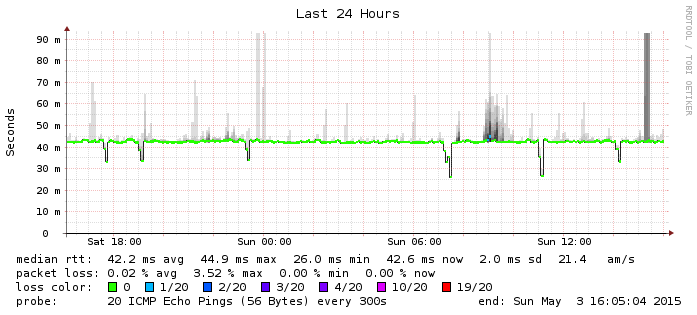 Last 24 Hours
RRDTOOL / TOBI OETIKER
Seconds
90 m
80 m
70 m
60 m
50 m
40 m
30 m
20 m
10 m
0
Sat 18:00 Sun 00:00 Sun 06:00 Sun 12:00
median rtt: 42.2 ms avg 44.9 ms max 26.0 ms min 42.6 ms now 2.0 ms sd 21.4 am/s
packet loss: 0.02 % avg 3.52 % max 0.00 % min 0.00 % now
loss color: 0 1/20 2/20 3/20 4/20 10/20 19/20
probe: 20 ICMP Echo Pings (56 Bytes) every 300s end: Sun May 3 16:05:04 2015